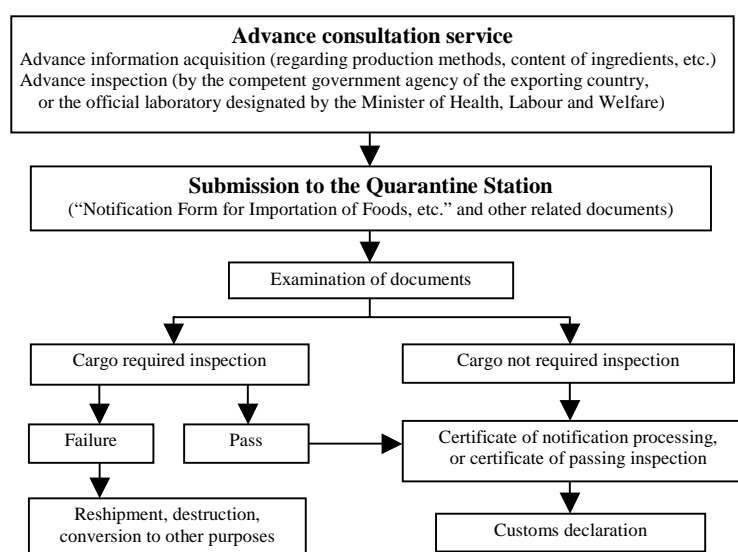 Advance consultation service
Advance information acquisition (regarding production methods, content of ingredients, etc.)
Advance inspection (by the competent government agency of the exporting country,
or the official laboratory designated by the Minister of Health, Labour and Welfare)
Submission to the Quarantine Station
(“Notification Form for Importation of Foods, etc.” and other related documents)
Examination of documents
Cargo required inspection
Cargo not required inspection
Failure
Pass
Certificate of notification processing,
or certificate of passing inspection
Reshipment, destruction,
conversion to other purposes
Customs declaration